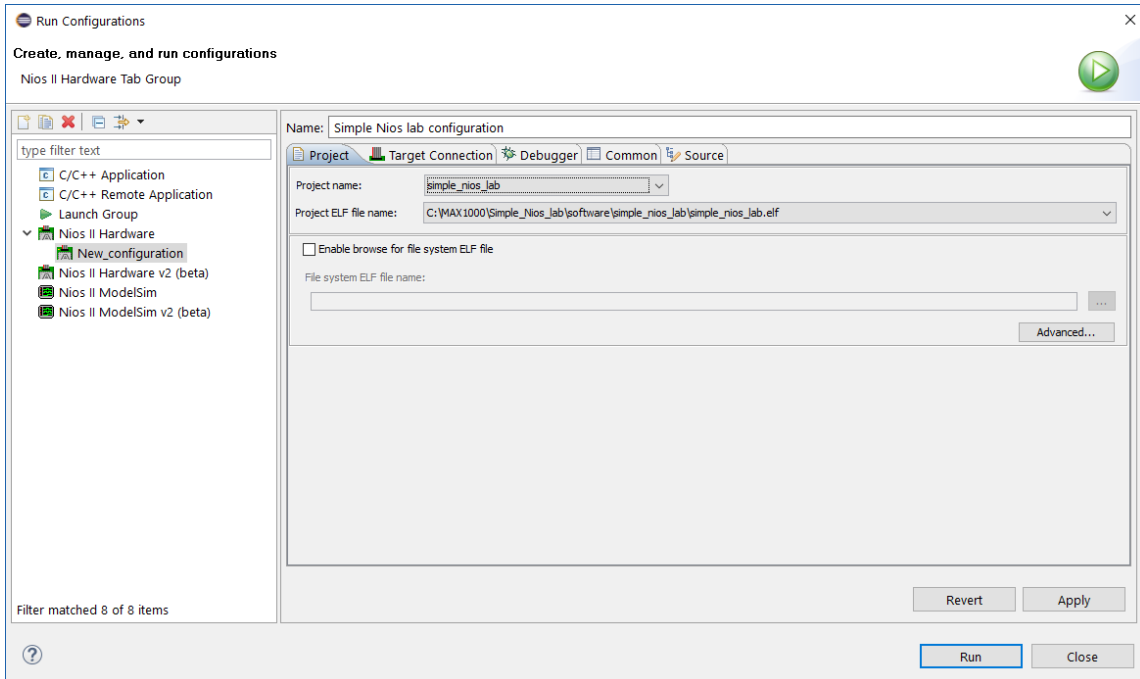 Run Configurations
Create, manage, and run configurations
Nios II Hardware Tab Group
type filter text
C/C++ Application
C/C++ Remote Application
Launch Group
Nios II Hardware
New_configuration
Nios II Hardware v2 (beta)
Nios II ModelSim
Nios II ModelSim v2 (beta)
Filter matched 8 of 8 items
Name: Simple Nios lab configuration
Project Target Connection Debugger Common Source
Project name: simple_nios_lab
Project ELF file name: C:\MAX1000\Simple_Nios_lab\software\simple_nios_lab\simple_nios_lab.elf
Enable browse for file system ELF file
File system ELF file name:
...
Advanced...
Revert Apply
? Run Close